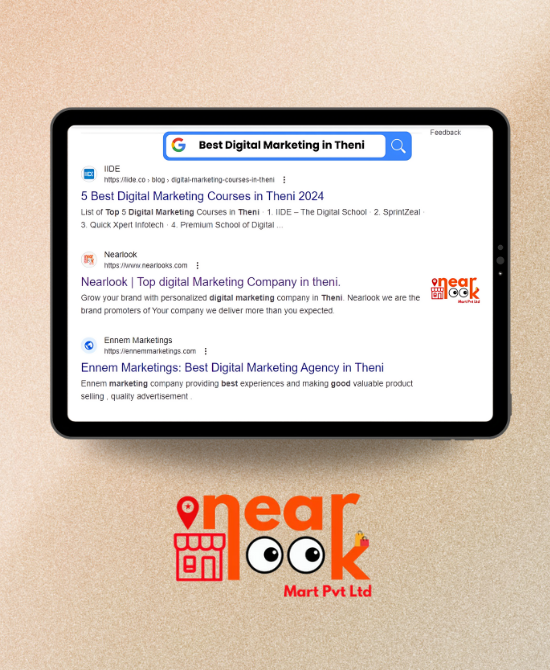 Feedback
Best Digital Marketing in Theni
IIDE
https://iide.co › blog › digital-marketing-courses-in-theni
5 Best Digital Marketing Courses in Theni 2024
List of Top 5 Digital Marketing Courses in Theni · 1. IIDE – The Digital School · 2. SprintZeal ·
3. Quick Xpert Infotech · 4. Premium School of Digital ...
Nearlook
https://www.nearlooks.com
Nearlook | Top digital Marketing Company in theni.
Grow your brand with personalized digital marketing company in Theni. Nearlook we are the
brand promoters of Your company we deliver more than you expected.
near
look
Mart Pvt Ltd
Ennem Marketings
https://ennemmarketings.com
Ennem Marketings: Best Digital Marketing Agency in Theni
Ennem marketing company providing best experiences and making good valuable product
selling , quality advertisement .
near
look
Mart Pvt Ltd